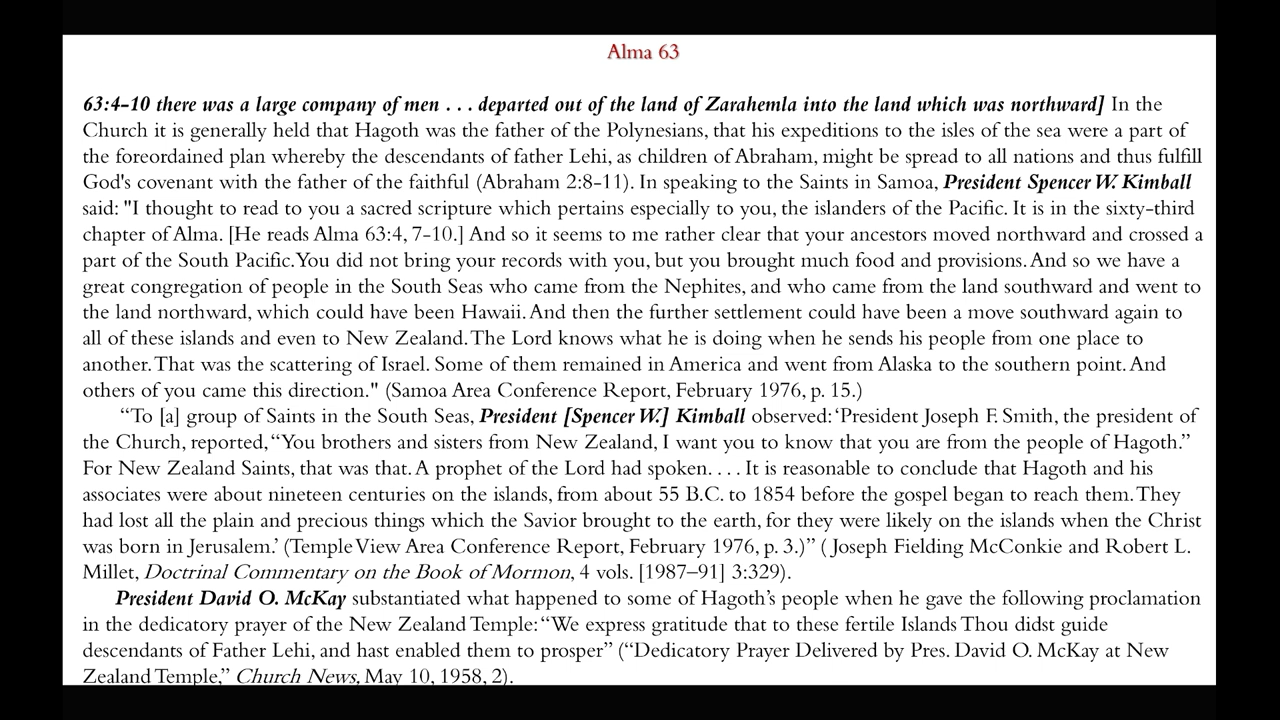 Alma 63
63:4-10 there was a large company of men . . . departed out of the land of Zarahemla into the land which was northward] In the
Church it is generally held that Hagoth was the father of the Polynesians, that his expeditions to the isles of the sea were a part of
the foreordained plan whereby the descendants of father Lehi, as children of Abraham, might be spread to all nations and thus fulfill
God's covenant with the father of the faithful (Abraham 2:8-11). In speaking to the Saints in Samoa, President Spencer W. Kimball
said: "I thought to read to you a sacred scripture which pertains especially to you, the islanders of the Pacific. It is in the sixty-third
chapter of Alma. [He reads Alma 63:4, 7-10.] And so it seems to me rather clear that your ancestors moved northward and crossed a
part of the South Pacific. You did not bring your records with you, but you brought much food and provisions. And so we have a
great congregation of people in the South Seas who came from the Nephites, and who came from the land southward and went to
the land northward, which could have been Hawaii. And then the further settlement could have been a move southward again to
all of these islands and even to New Zealand. The Lord knows what he is doing when he sends his people from one place to
another. That was the scattering of Israel. Some of them remained in America and went from Alaska to the southern point. And
others of you came this direction." (Samoa Area Conference Report, February 1976, p. 15.)
“To [a] group of Saints in the South Seas, President [Spencer W.] Kimball observed: ‘President Joseph F. Smith, the president of
the Church, reported, “You brothers and sisters from New Zealand, I want you to know that you are from the people of Hagoth.”
For New Zealand Saints, that was that. A prophet of the Lord had spoken. . . . It is reasonable to conclude that Hagoth and his
associates were about nineteen centuries on the islands, from about 55 B.C. to 1854 before the gospel began to reach them. They
had lost all the plain and precious things which the Savior brought to the earth, for they were likely on the islands when the Christ
was born in Jerusalem.’ (Temple View Area Conference Report, February 1976, p. 3.)” ( Joseph Fielding McConkie and Robert L.
Millet, Doctrinal Commentary on the Book of Mormon, 4 vols. [1987–91] 3:329).
President David O. McKay substantiated what happened to some of Hagoth’s people when he gave the following proclamation
in the dedicatory prayer of the New Zealand Temple: “We express gratitude that to these fertile Islands Thou didst guide
descendants of Father Lehi, and hast enabled them to prosper” (“Dedicatory Prayer Delivered by Pres. David O. McKay at New
Zealand Temple,” Church News, May 10, 1958, 2).